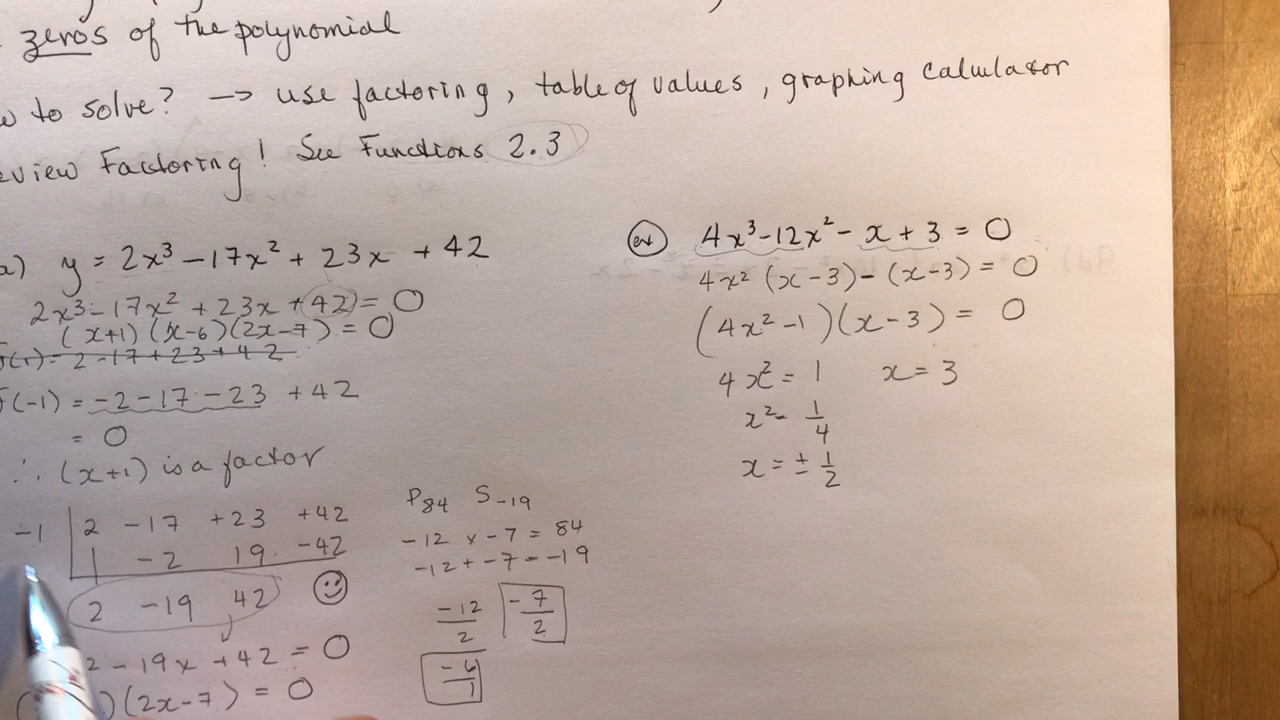 zeros of the polynomial
to solve? → use factoring, table of values, graphing calculator
Factoring! See Functions 2.3
a) y = 2x³ - 17x² + 23x + 42
2x³ - 17x² + 23x + 42 = 0
(x+1)(x-6)(2x-7) = 0
(1) = 2 - 17 + 23 + 42
(-1) = -2 - 17 - 23 + 42
= 0
∴ (x+1) is a factor
-1 | 2 -17 +23 +42
-2 19 -42
2 -19 42
- 19x + 42 = 0
)(2x-7) = 0
P84 S-19
-12 x -7 = 84
-12 + -7 = -19
-12/2 -7/2
-6/1
ex 4x³ - 12x² - x + 3 = 0
4x² (x-3) - (x-3) = 0
(4x² - 1)(x - 3) = 0
4x² = 1 x = 3
x² = 1/4
x = ± 1/2